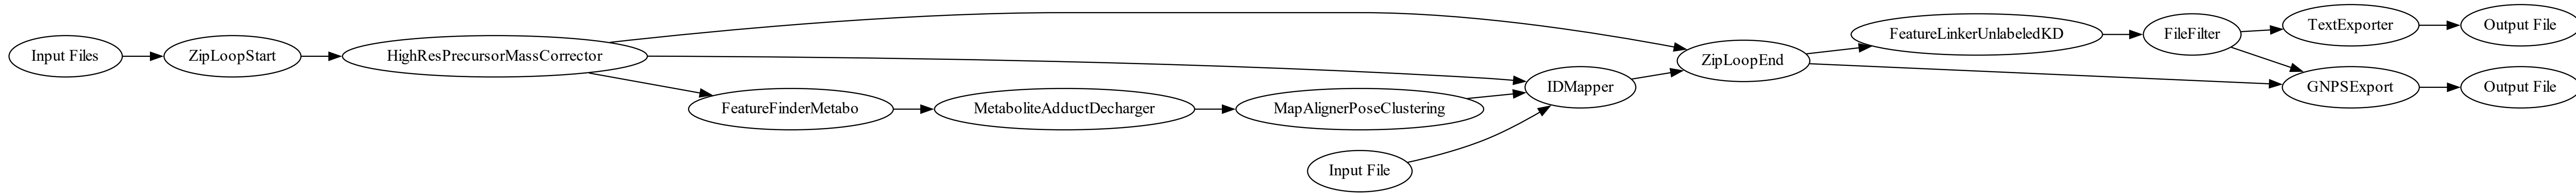 Input Files
ZipLoopStart
HighResPrecursorMassCorrector
FeatureFinderMetabo
MetaboliteAdductDecharger
MapAlignerPoseClustering
Input File
IDMapper
ZipLoopEnd
FeatureLinkerUnlabeledKD
FileFilter
TextExporter
Output File
GNPSExport
Output File